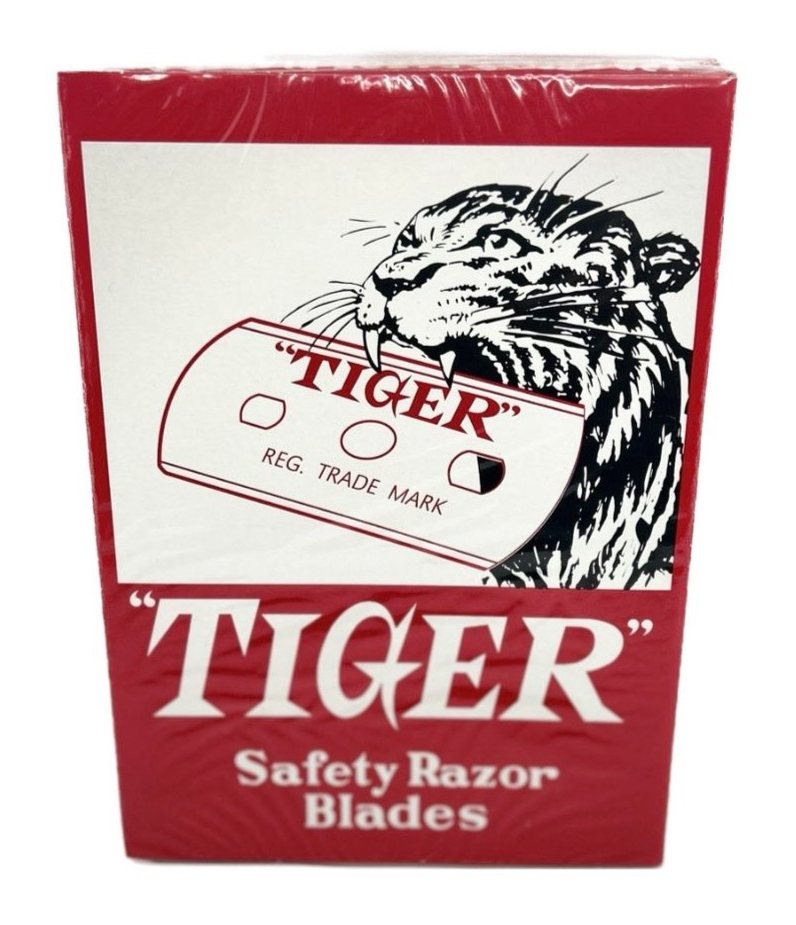 “TIGER”
REG. TRADE MARK
“TIGER”
Safety Razor
Blades